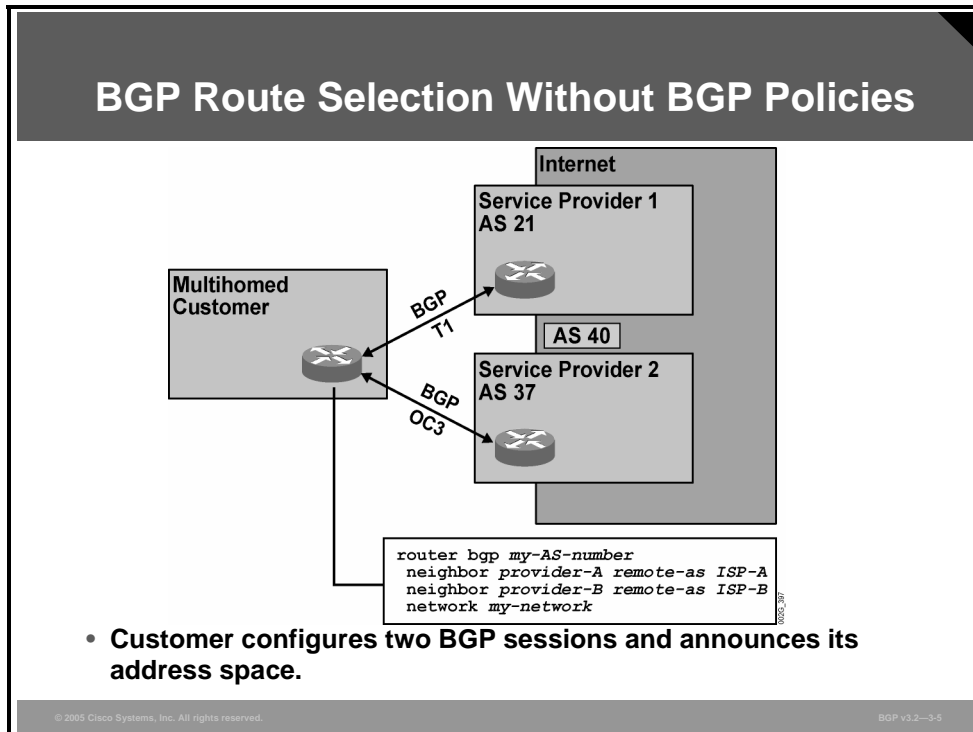 BGP Route Selection Without BGP Policies
Internet
Service Provider 1
AS 21
Multihomed
Customer
BGP
T1
AS 40
Service Provider 2
AS 37
BGP
OC3
router bgp my-AS-number
neighbor provider-A remote-as ISP-A
neighbor provider-B remote-as ISP-B
network my-network
002G_397
• Customer configures two BGP sessions and announces its
address space.
© 2005 Cisco Systems, Inc. All rights reserved.
BGP v3.2—3-5